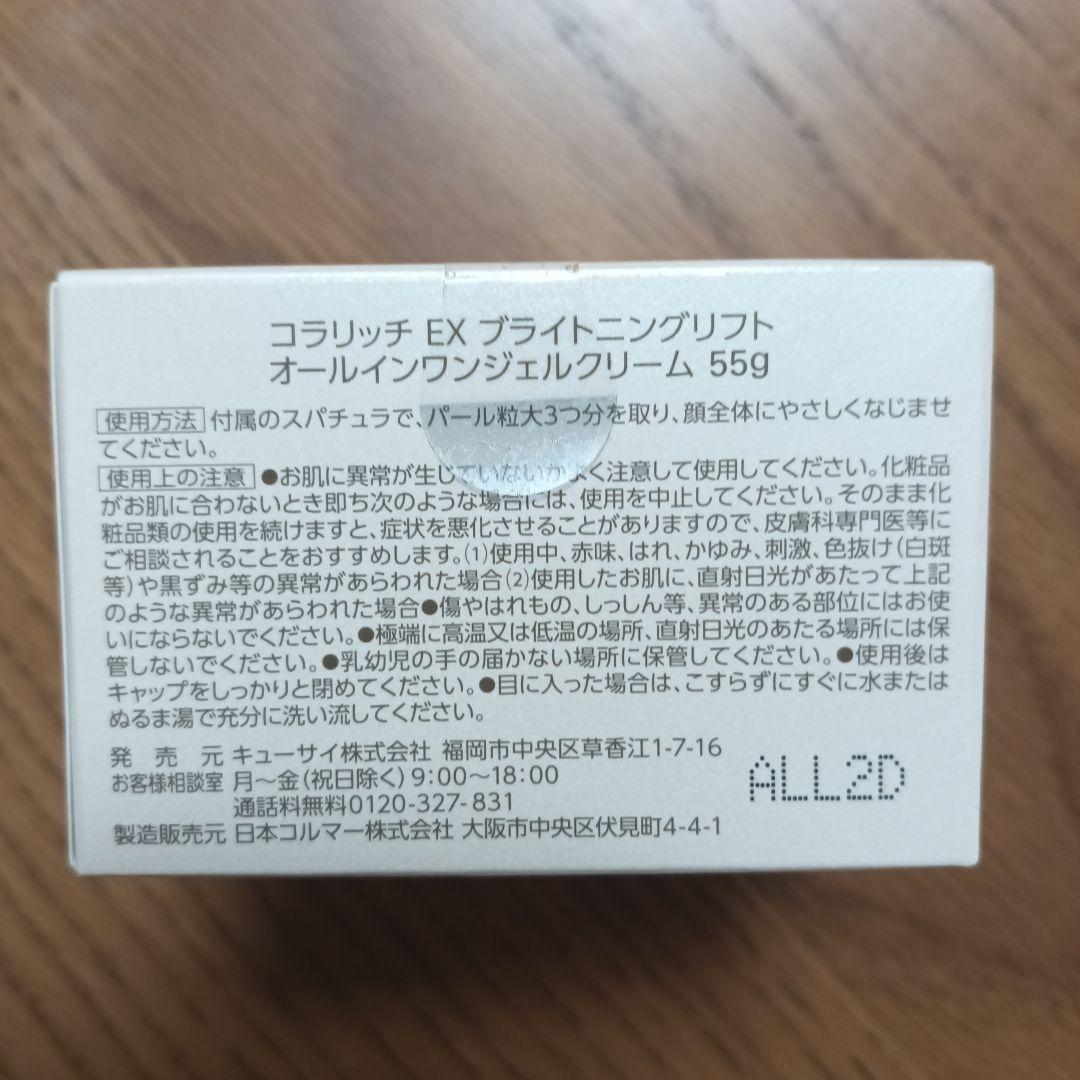 コラリッチ EX ブライトニングリフト
オールインワンジェルクリーム 55g
使用方法 付属のスパチュラで、パール粒大3つ分を取り、顔全体にやさしくなじませ
てください。
使用上の注意 ●お肌に異常が生じていないかよく注意して使用してください。化粧品
がお肌に合わないとき即ち次のような場合には、使用を中止してください。そのまま化
粧品類の使用を続けますと、症状を悪化させることがありますので、皮膚科専門医等に
ご相談されることをおすすめします。(1)使用中、赤味、はれ、かゆみ、刺激、色抜け(白斑
等)や黒ずみ等の異常があらわれた場合(2)使用したお肌に、直射日光があたって上記
のような異常があらわれた場合●傷やはれもの、しっしん等、異常のある部位にはお使
いにならないでください。●極端に高温又は低温の場所、直射日光のあたる場所には保
管しないでください。●乳幼児の手の届かない場所に保管してください。●使用後は
キャップをしっかりと閉めてください。●目に入った場合は、こすらずにすぐに水または
ぬるま湯で充分に洗い流してください。
発売元 キューサイ株式会社 福岡市中央区草香江1-7-16
お客様相談室 月〜金(祝日除く)9:00〜18:00
通話料無料0120-327-831
製造販売元 日本コルマー株式会社 大阪市中央区伏見町4-4-1
ALL2D